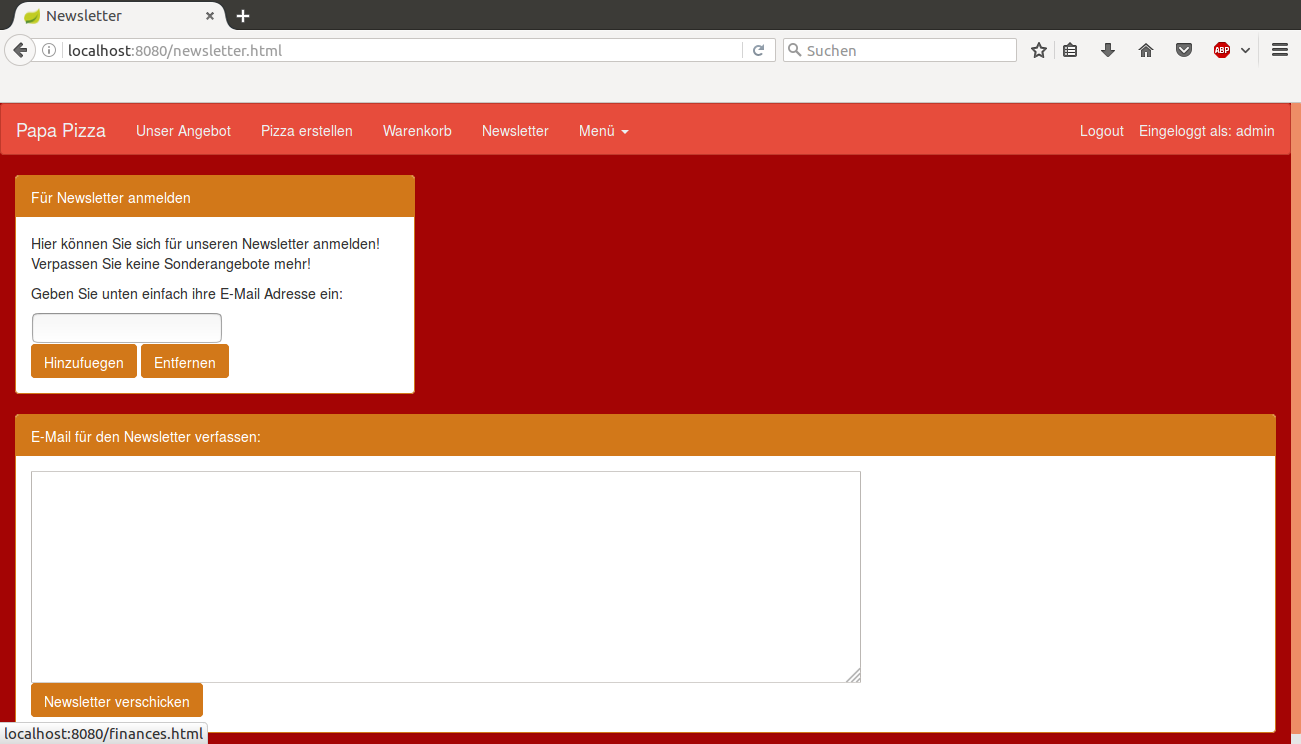 Newsletter
localhost:8080/newsletter.html
Suchen
ABP
Papa Pizza Unser Angebot Pizza erstellen Warenkorb Newsletter Menü Logout Eingeloggt als: admin
Für Newsletter anmelden
Hier können Sie sich für unseren Newsletter anmelden!
Verpassen Sie keine Sonderangebote mehr!
Geben Sie unten einfach ihre E-Mail Adresse ein:
Hinzufuegen Entfernen
E-Mail für den Newsletter verfassen:
Newsletter verschicken
localhost:8080/finances.html